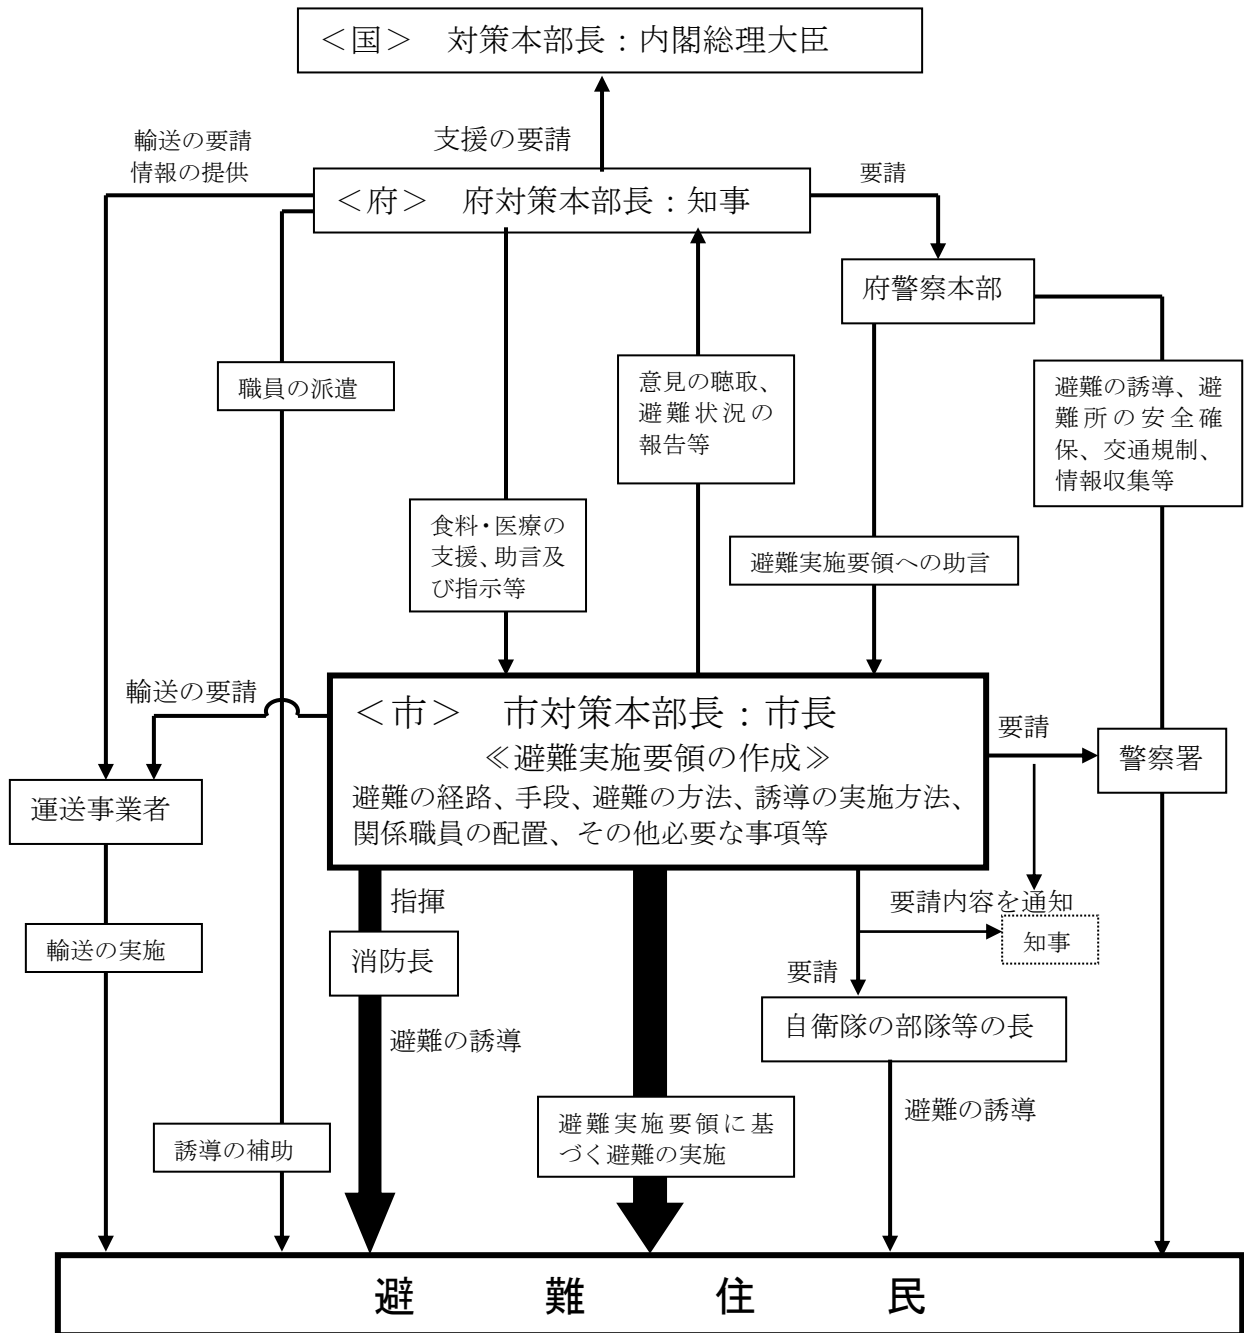 ＜国＞　対策本部長：内閣総理大臣
支援の要請
輸送の要請
情報の提供
＜府＞　府対策本部長：知事
要請
府警察本部
職員の派遣
意見の聴取、
避難状況の
報告等
避難の誘導、避
難所の安全確
保、交通規制、
情報収集等
食料・医療の
支援、助言及
び指示等
避難実施要領への助言
輸送の要請
＜市＞　市対策本部長：市長
≪避難実施要領の作成≫
避難の経路、手段、避難の方法、誘導の実施方法、
関係職員の配置、その他必要な事項等
要請
警察署
運送事業者
指揮
要請内容を通知
消防長
知事
輸送の実施
要請
自衛隊の部隊等の長
避難の誘導
避難の誘導
避難実施要領に基
づく避難の実施
誘導の補助
避難住民